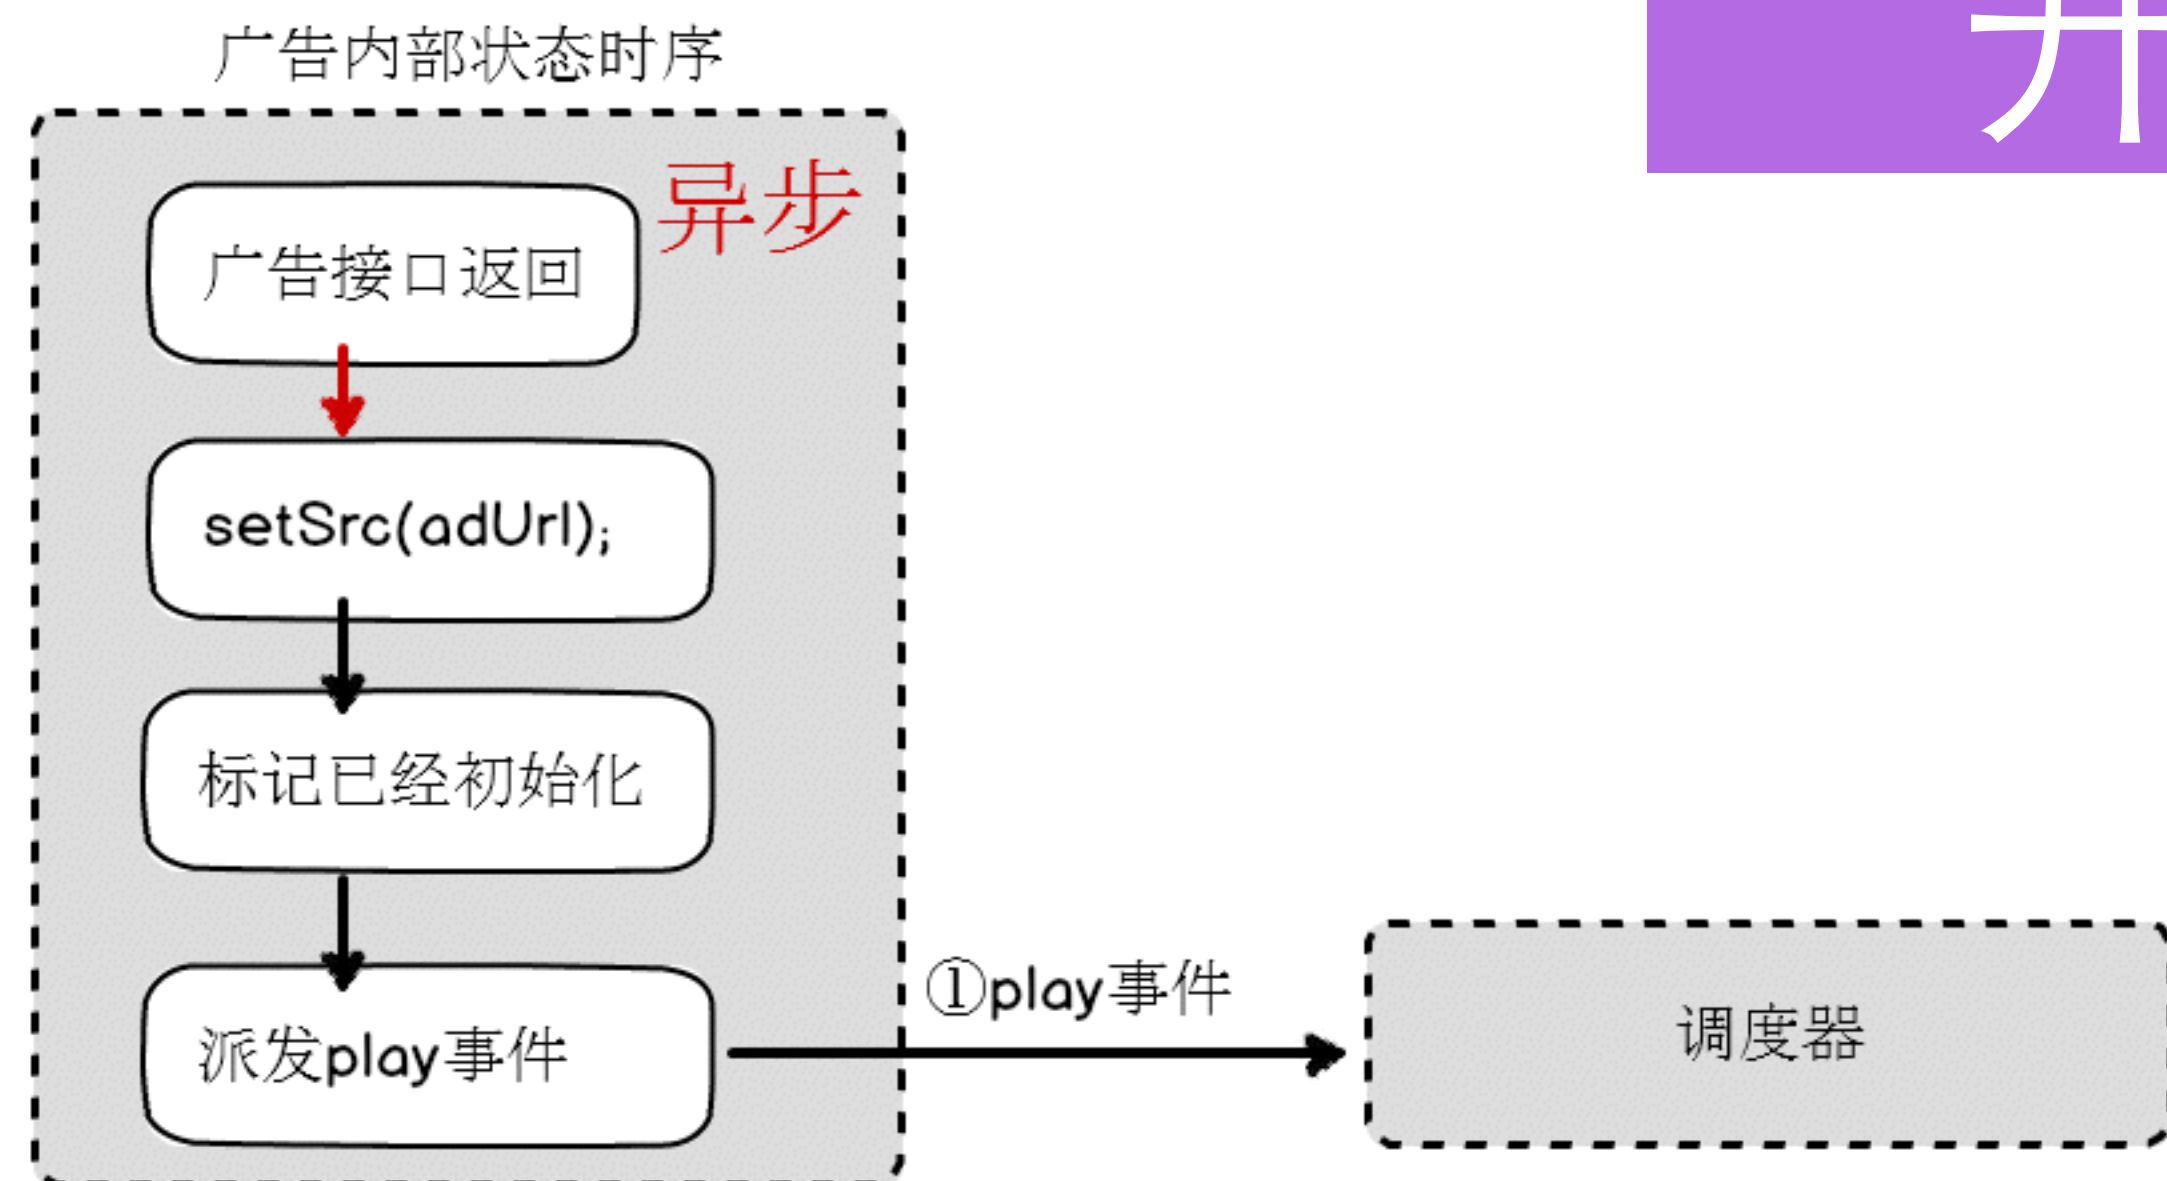 广告内部状态时序
异步
广告接口返回
setSrc(adUrl);
标记已经初始化
派发play事件
①play事件
调度器